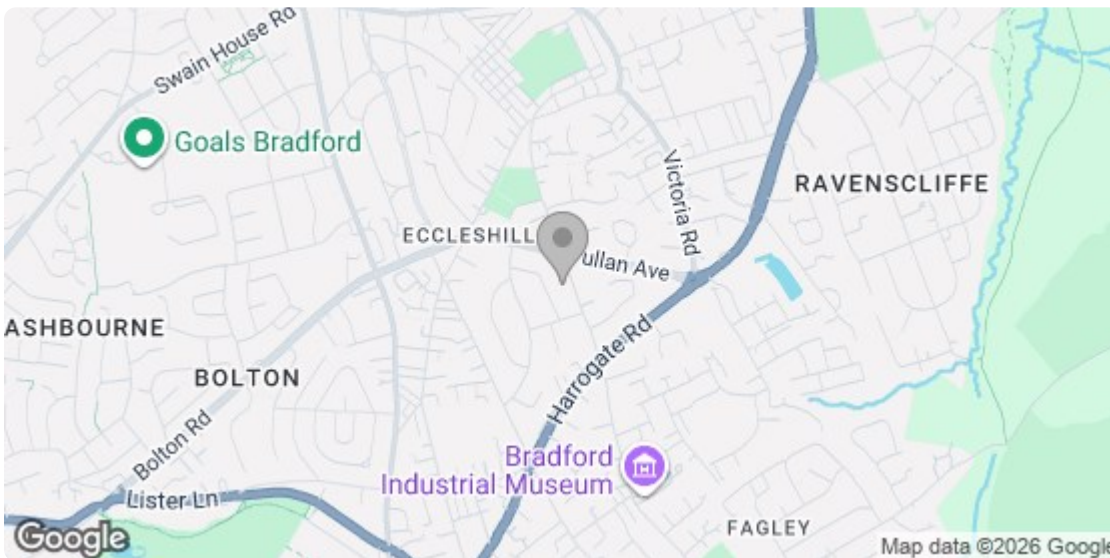 Swain House Rd
Goals Bradford
Victoria Rd
RAVENSCLIFFE
ECCLESHILL
ullan Ave
ASHBOURNE
BOLTON
Harrogate Rd
Bolton Rd
Bradford
Industrial Museum
Lister Ln
FAGLEY
Google
Map data ©2026 Google